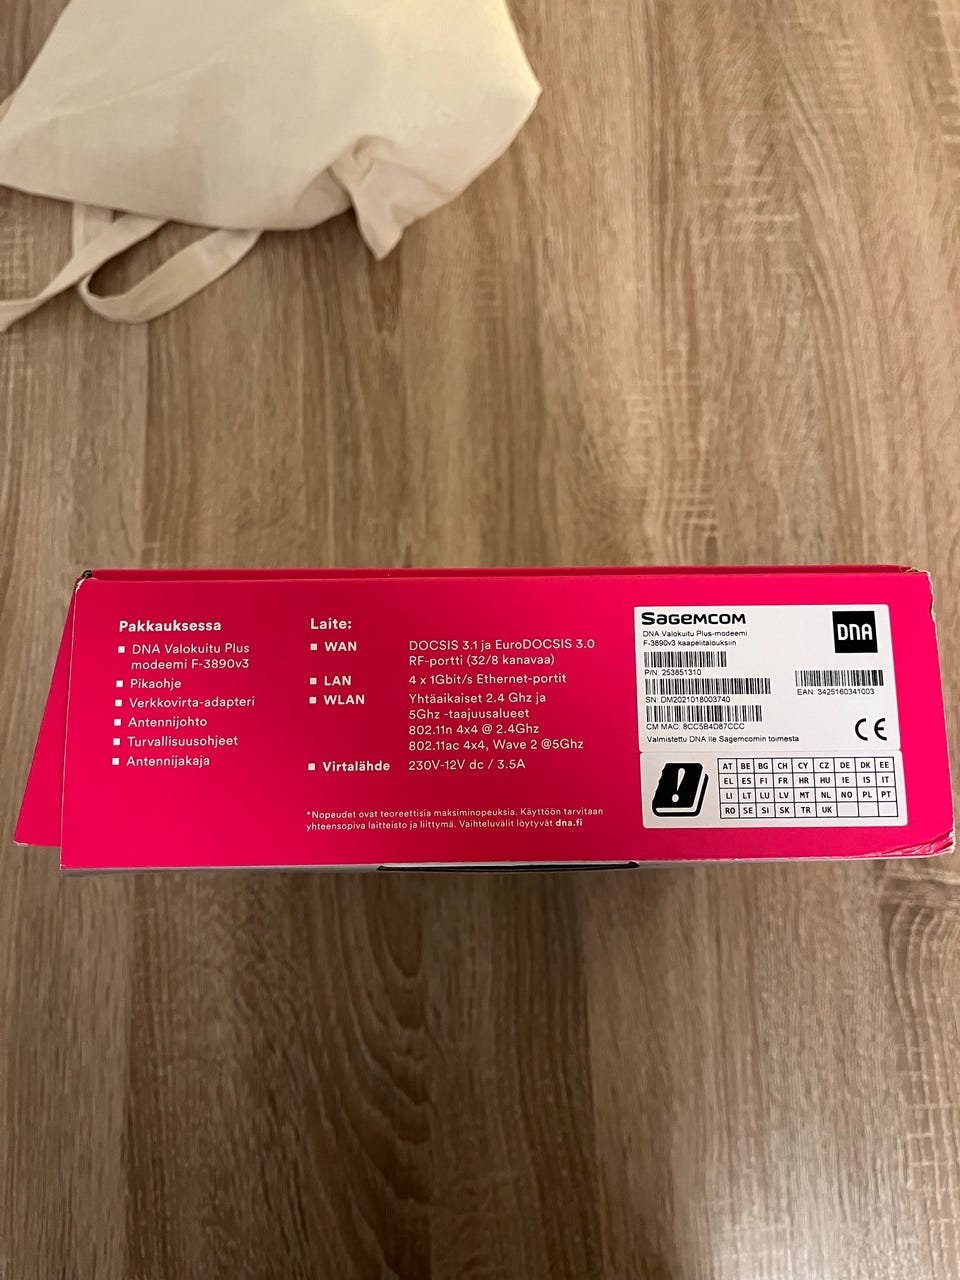 Pakkauksessa
DNA Valokuitu Plus
modeemi F-3890v3
Pikaohje
Verkkovirta-adapteri
Antennijohto
Turvallisuusohjeet
Antennijakaja
Laite:
WAN DOCSIS 3.1 ja EuroDOCSIS 3.0
RF-portti (32/8 kanavaa)
LAN 4 x 1Gbit/s Ethernet-portit
WLAN Yhtäaikaiset 2.4 Ghz ja
5Ghz -taajuusalueet
802.11n 4x4 @ 2.4Ghz
802.11ac 4x4, Wave 2 @5Ghz
Virtalähde 230V-12V dc / 3.5A
*Nopeudet ovat teoreettisia maksiminopeuksia. Käyttöön tarvitaan
yhteensopiva laitteisto ja liittymä. Vaihteluvälit löytyvät dna.fi
SAGEMCOM
DNA Valokuitu Plus-modeemi
F-3890v3 kaapelitalouksiin
DNA
P/N: 253851310
SN: DM2021018003740
EAN: 3425160341003
CM MAC: 8CC5B4D87CCC
Valmistettu DNA:lle Sagemcomin toimesta
CE
AT BE BG CH CY CZ DE DK EE
EL ES FI FR HR HU IE IS IT
LI LT LU LV MT NL NO PL PT
RO SE SI SK TR UK